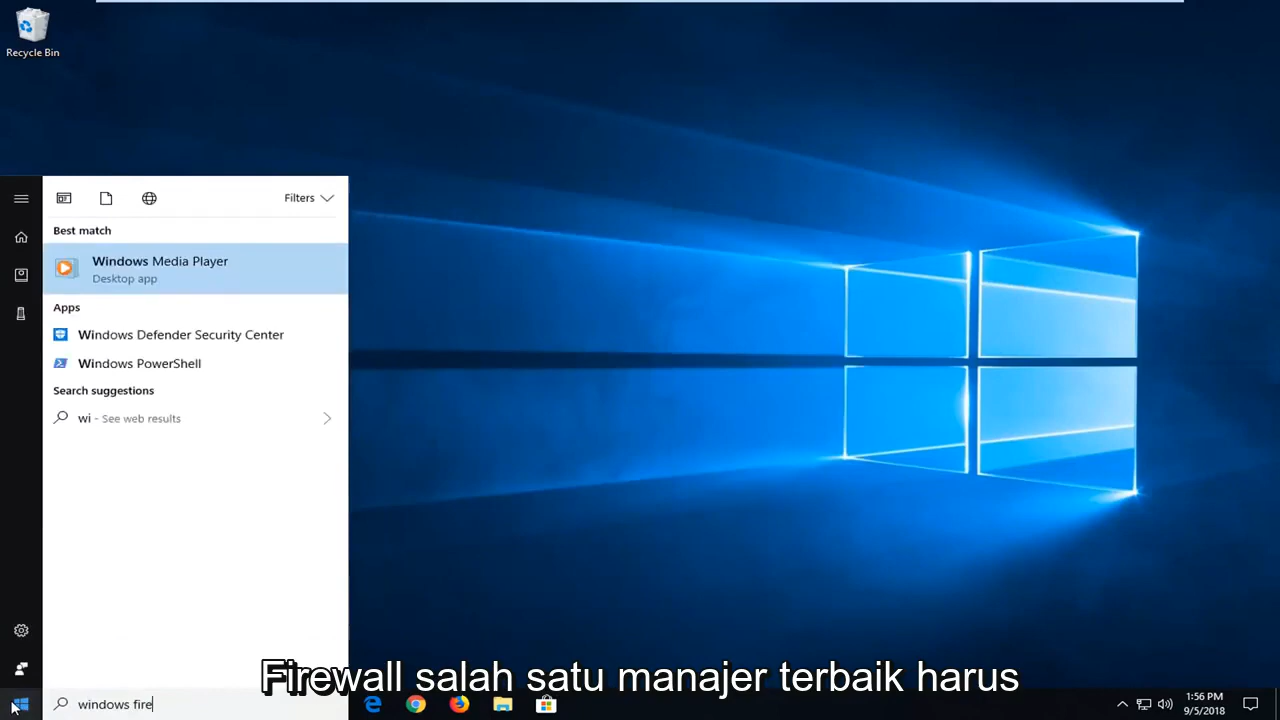 Recycle Bin
Filters
Best match
Windows Media Player
Desktop app
Apps
Windows Defender Security Center
Windows PowerShell
Search suggestions
wi - See web results
Firewall salah satu manajer terbaik harus
windows fire
1:56 PM
9/5/2018